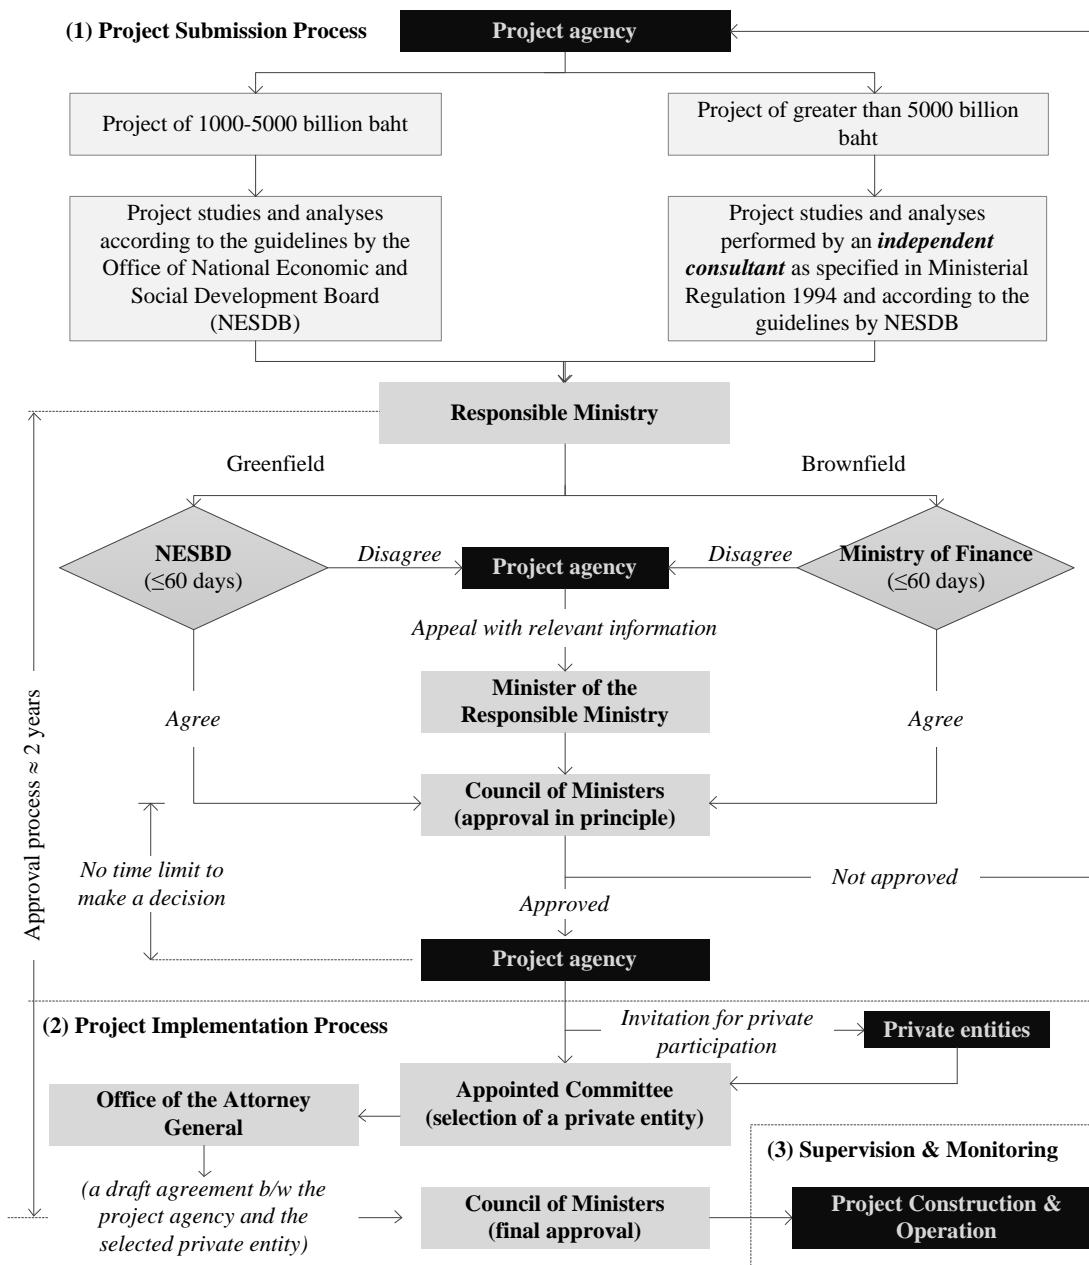 (1) Project Submission Process
Project agency
Project of 1000-5000 billion baht
Project of greater than 5000 billion
baht
Project studies and analyses
according to the guidelines by the
Office of National Economic and
Social Development Board
(NESDB)
Project studies and analyses
performed by an independent
consultant as specified in Ministerial
Regulation 1994 and according to the
guidelines by NESDB
Responsible Ministry
Greenfield
Brownfield
NESBD
(≤60 days)
Disagree
Project agency
Disagree
Ministry of Finance
(≤60 days)
Appeal with relevant information
Minister of the
Responsible Ministry
Agree
Agree
Council of Ministers
(approval in principle)
Approval process ≈ 2 years
No time limit to
make a decision
Not approved
Approved
Project agency
(2) Project Implementation Process
Invitation for private
participation
Private entities
Appointed Committee
(selection of a private entity)
Office of the Attorney
General
(3) Supervision & Monitoring
(a draft agreement b/w the
project agency and the
selected private entity)
Council of Ministers
(final approval)
Project Construction &
Operation